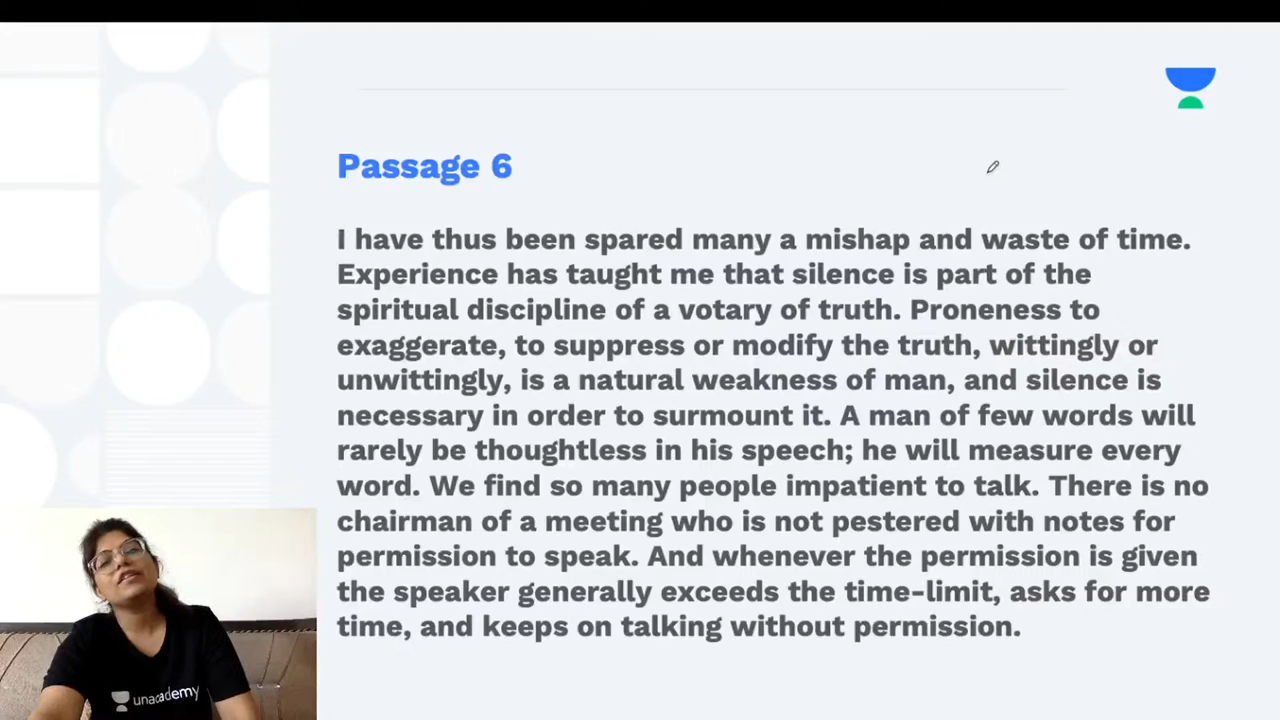 Passage 6
I have thus been spared many a mishap and waste of time.
Experience has taught me that silence is part of the
spiritual discipline of a votary of truth. Proneness to
exaggerate, to suppress or modify the truth, wittingly or
unwittingly, is a natural weakness of man, and silence is
necessary in order to surmount it. A man of few words will
rarely be thoughtless in his speech; he will measure every
word. We find so many people impatient to talk. There is no
chairman of a meeting who is not pestered with notes for
permission to speak. And whenever the permission is given
the speaker generally exceeds the time-limit, asks for more
time, and keeps on talking without permission.
unacademy